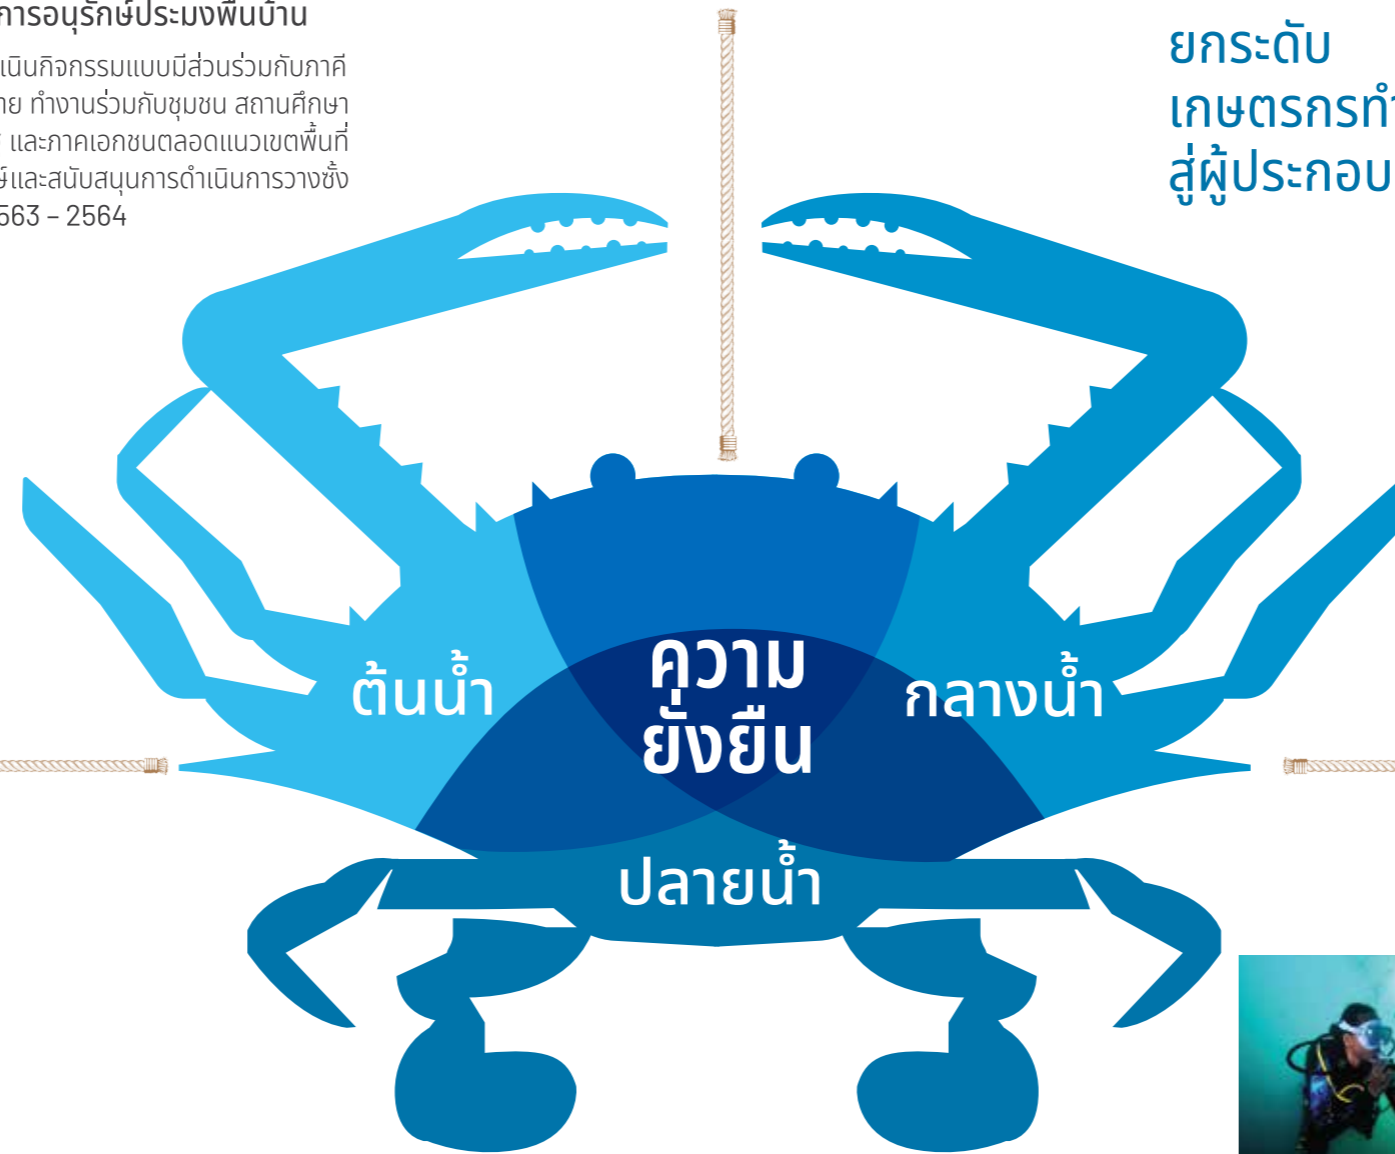 การอนุรักษ์ประมงพื้นบ้าน
เนินกิจกรรมแบบมีส่วนร่วมกับภาคี
าย ทำงานร่วมกับชุมชน สถานศึกษา
และภาคเอกชนตลอดแนวเขตพื้นที่
ษ์และสนับสนุนการดำเนินการวางซั้ง
563 – 2564
ยกระดับ
เกษตรกรทำ
สู่ผู้ประกอบ
ความ
ยั่งยืน
ต้นน้ำ
กลางน้ำ
ปลายน้ำ